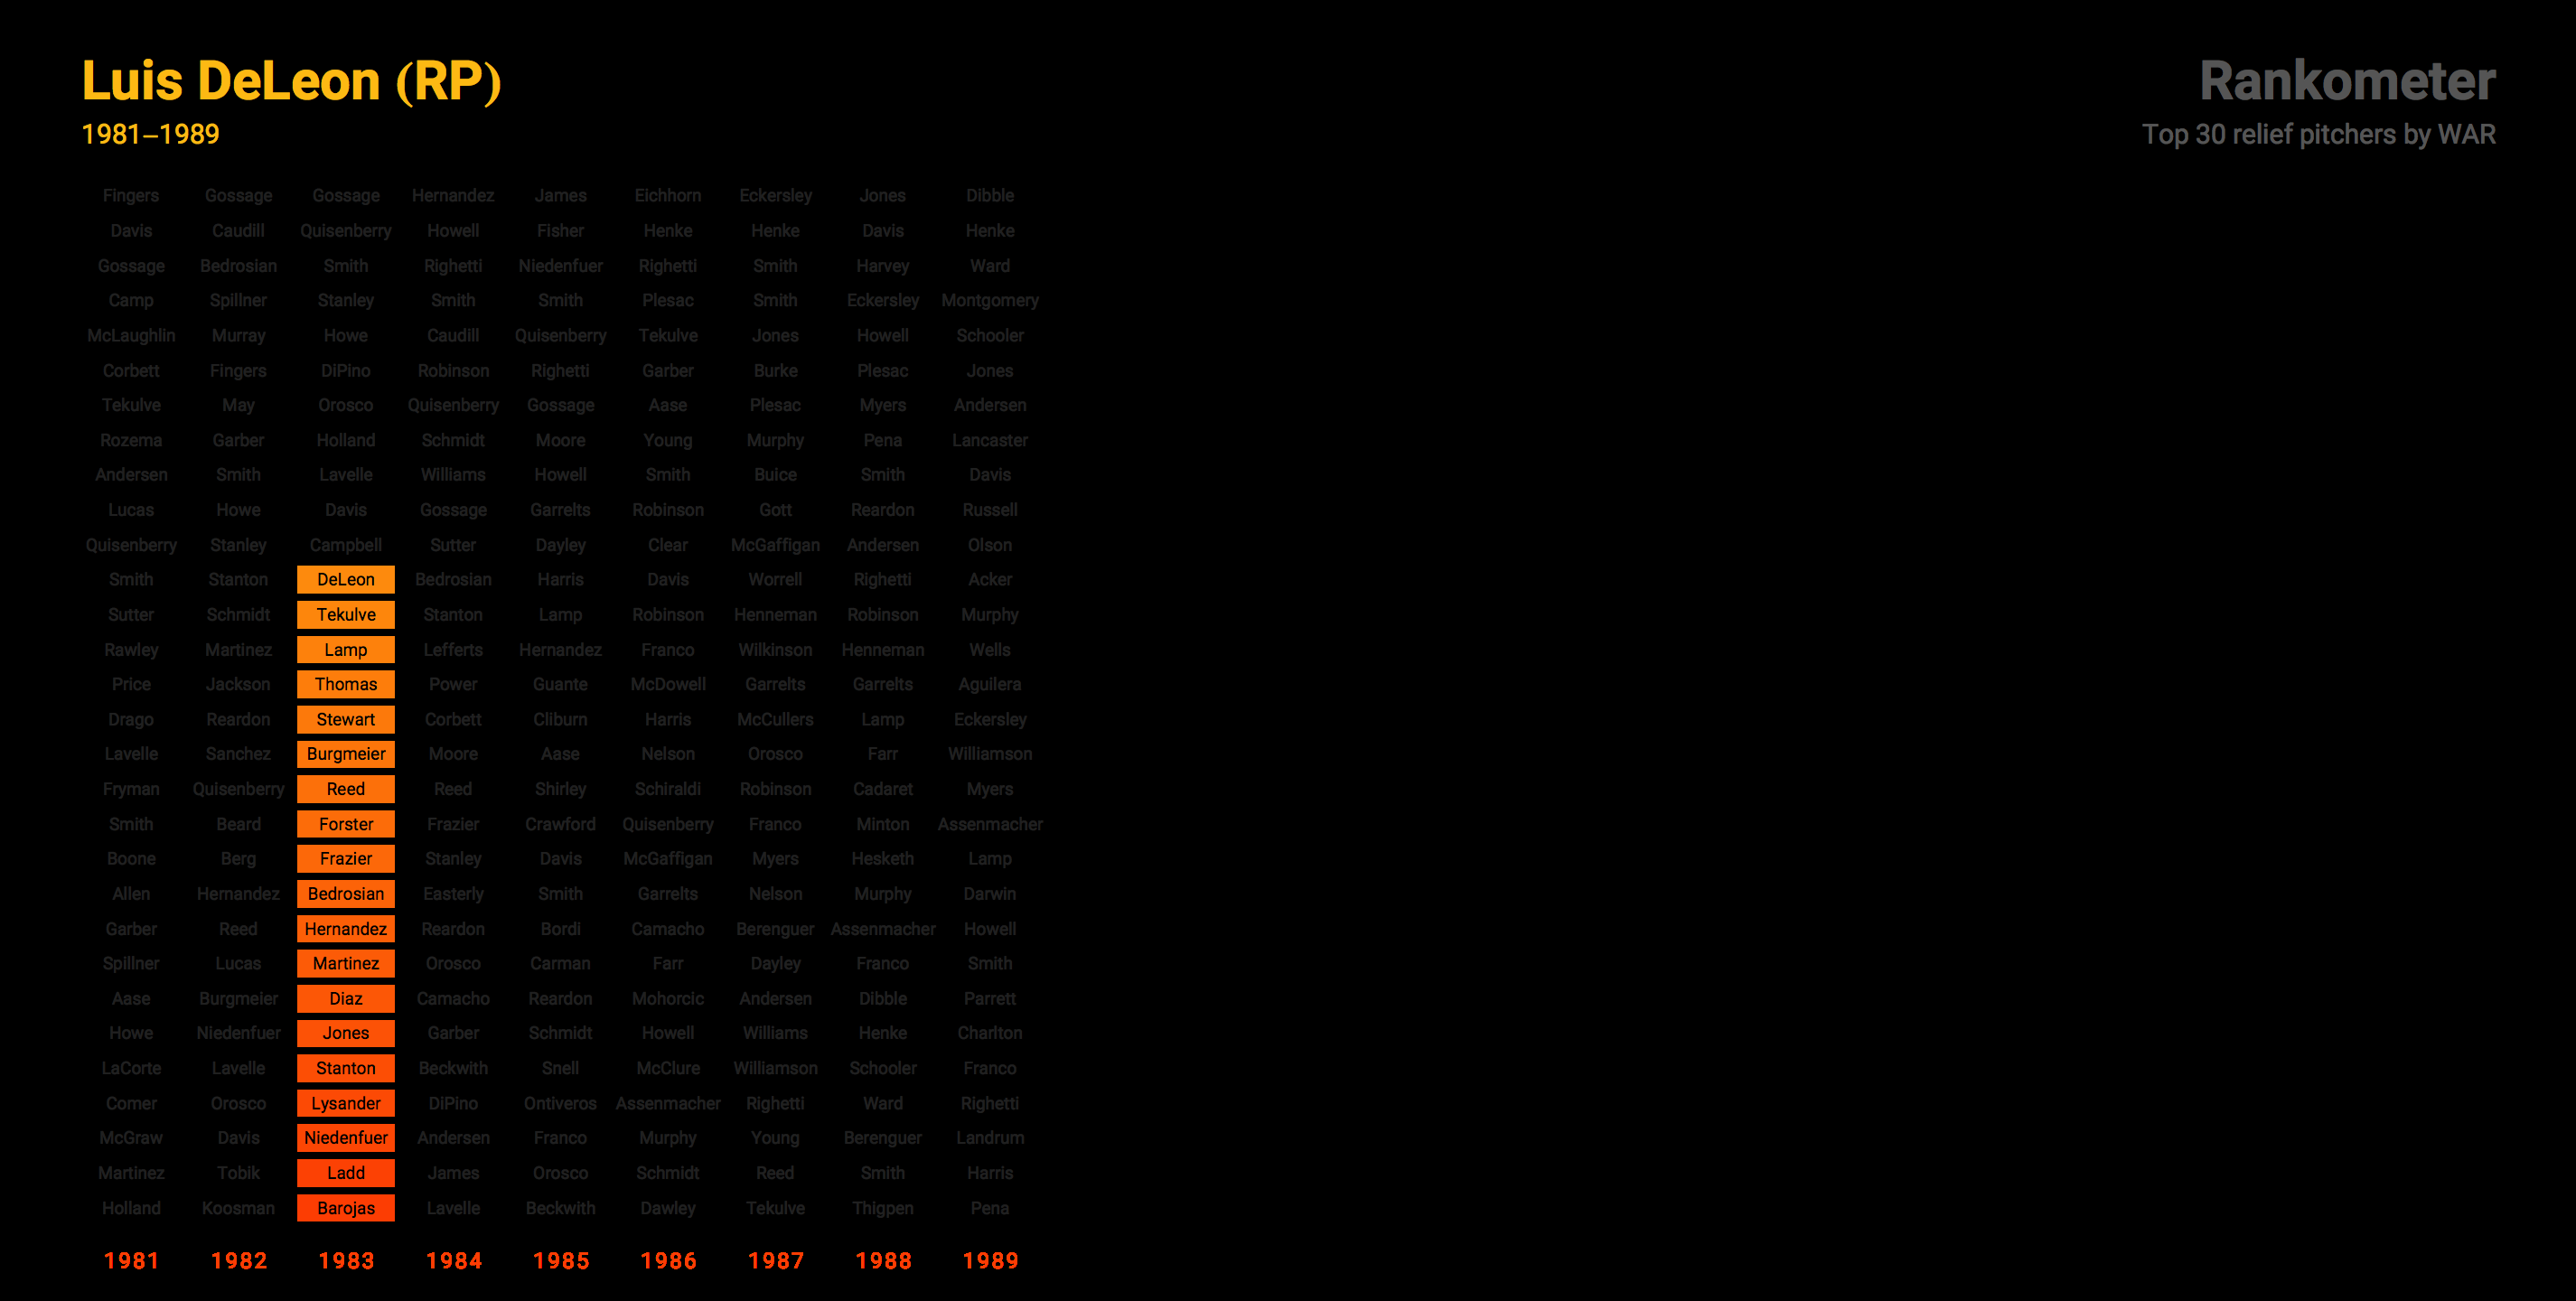 Luis DeLeon (RP)
1981–1989
Rankometer
Top 30 relief pitchers by WAR
Fingers Gossage Gossage Hernandez James Eichhorn Eckersley Jones Dibble
Davis Caudill Quisenberry Howell Fisher Henke Henke Davis Henke
Gossage Bedrosian Smith Righetti Niedenfuer Righetti Smith Harvey Ward
Camp Spillner Stanley Smith Smith Plesac Smith Eckersley Montgomery
McLaughlin Murray Howe Caudill Quisenberry Tekulve Jones Howell Schooler
Corbett Fingers DiPino Robinson Righetti Garber Burke Plesac Jones
Tekulve May Orosco Quisenberry Gossage Aase Plesac Myers Andersen
Rozema Garber Holland Schmidt Moore Young Murphy Pena Lancaster
Andersen Smith Lavelle Williams Howell Smith Buice Smith Davis
Lucas Howe Davis Gossage Garrelts Robinson Gott Reardon Russell
Quisenberry Stanley Campbell Sutter Dayley Clear McGaffigan Andersen Olson
Smith Stanton DeLeon Bedrosian Harris Davis Worrell Righetti Acker
Sutter Schmidt Tekulve Stanton Lamp Robinson Henneman Robinson Murphy
Rawley Martinez Lamp Lefferts Hernandez Franco Wilkinson Henneman Wells
Price Jackson Thomas Power Guante McDowell Garrelts Garrelts Aguilera
Drago Reardon Stewart Corbett Cliburn Harris McCullers Lamp Eckersley
Lavelle Sanchez Burgmeier Moore Aase Nelson Orosco Farr Williamson
Fryman Quisenberry Reed Reed Shirley Schiraldi Robinson Cadaret Myers
Smith Beard Forster Frazier Crawford Quisenberry Franco Minton Assenmacher
Boone Berg Frazier Stanley Davis McGaffigan Myers Hesketh Lamp
Allen Hernandez Bedrosian Easterly Smith Garrelts Nelson Murphy Darwin
Garber Reed Hernandez Reardon Bordi Camacho Berenguer Assenmacher Howell
Spillner Lucas Martinez Orosco Carman Farr Dayley Franco Smith
Aase Burgmeier Diaz Camacho Reardon Mohorcic Andersen Dibble Parrett
Howe Niedenfuer Jones Garber Schmidt Howell Williams Henke Charlton
LaCorte Lavelle Stanton Beckwith Snell McClure Williamson Schooler Franco
Comer Orosco Lysander DiPino Ontiveros Assenmacher Righetti Ward Righetti
McGraw Davis Niedenfuer Andersen Franco Murphy Young Berenguer Landrum
Martinez Tobik Ladd James Orosco Schmidt Reed Smith Harris
Holland Koosman Barojas Lavelle Beckwith Dawley Tekulve Thigpen Pena
1981 1982 1983 1984 1985 1986 1987 1988 1989